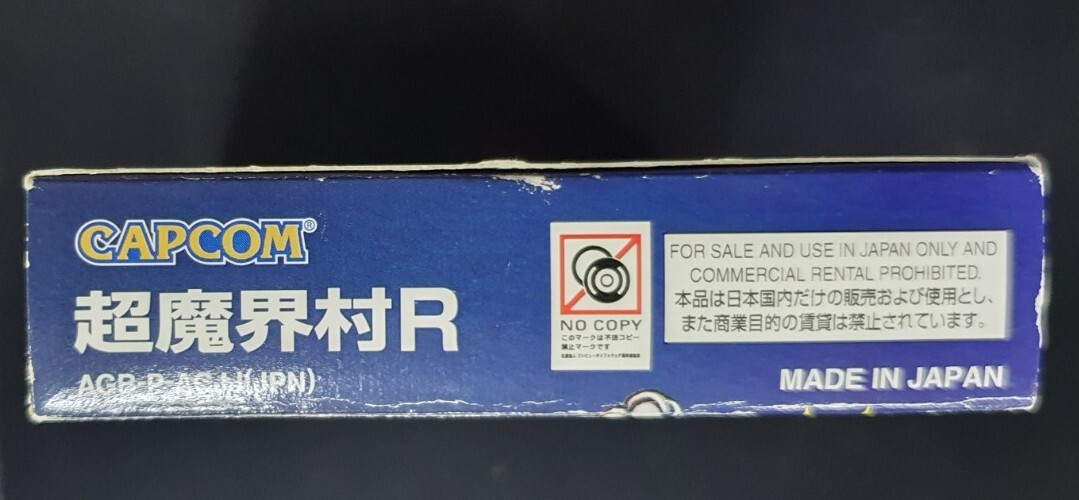 CAPCOM®
超魔界村R
(JPN)
NO COPY
このマークは不法コピー
禁止マークです
FOR SALE AND USE IN JAPAN ONLY AND
COMMERCIAL RENTAL PROHIBITED.
本品は日本国内だけの販売および使用とし、
また商業目的の賃貸は禁止されています。
MADE IN JAPAN